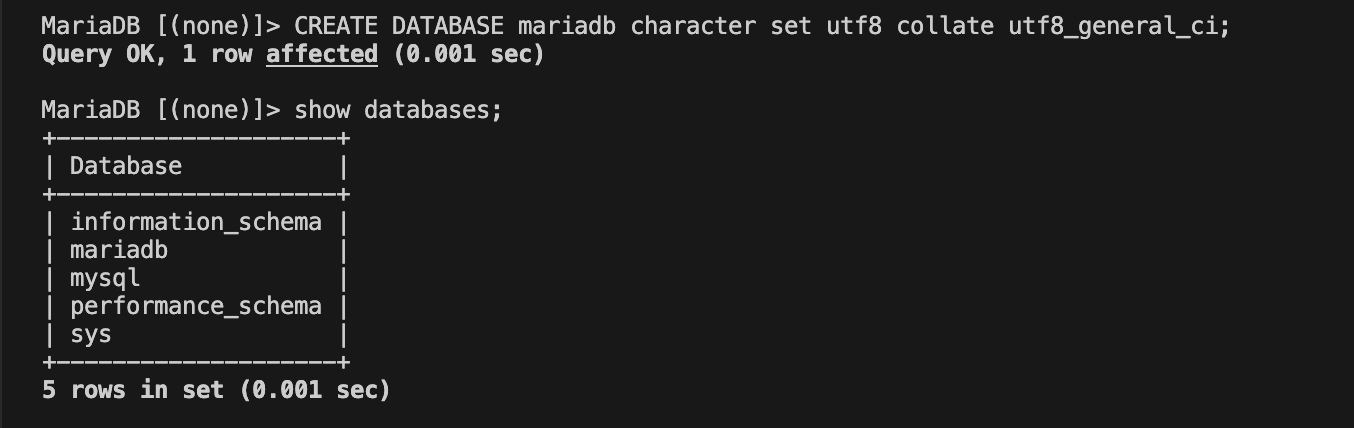 MariaDB [(none)]> CREATE DATABASE mariadb character set utf8 collate utf8_general_ci;
Query OK, 1 row affected (0.001 sec)
MariaDB [(none)]> show databases;
+--------------------+
| Database           |
+--------------------+
| information_schema |
| mariadb            |
| mysql              |
| performance_schema |
| sys                |
+--------------------+
5 rows in set (0.001 sec)